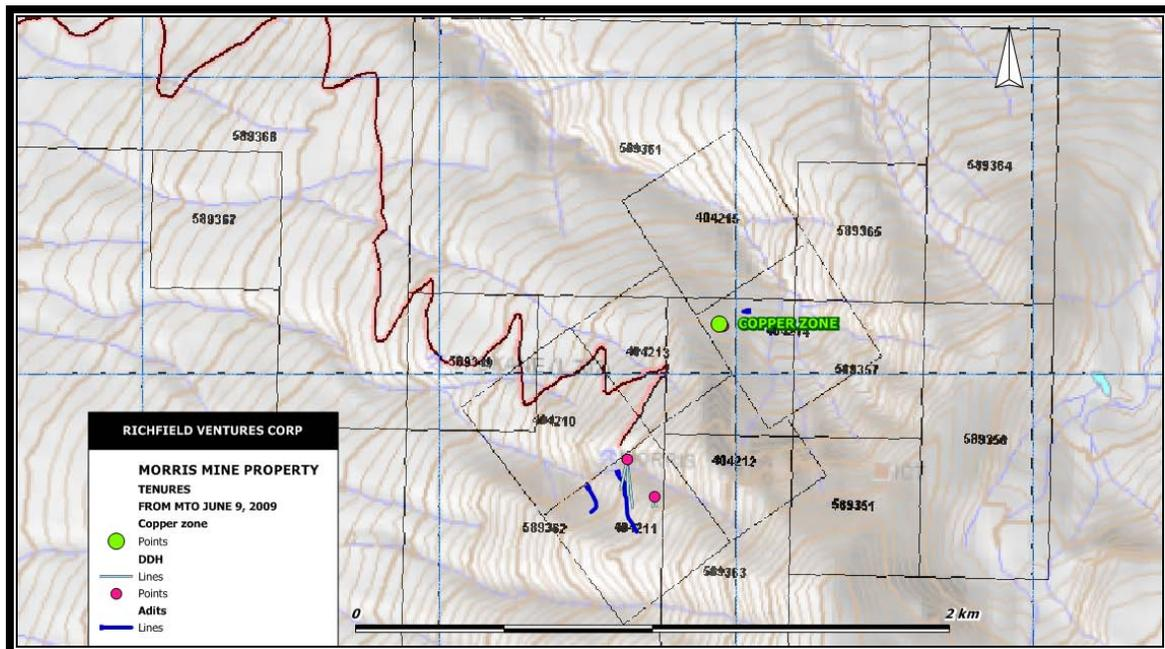 589368
589361
589364
589367
404215
589365
COPPER ZONE
404213
589349
589357
404210
404212
589362
404211
589351
589363
RICHFIELD VENTURES CORP
MORRIS MINE PROPERTY
TENURES
FROM MTO JUNE 9, 2009
Copper zone
Points
DDH
Lines
Points
Adits
Lines
0
2 km